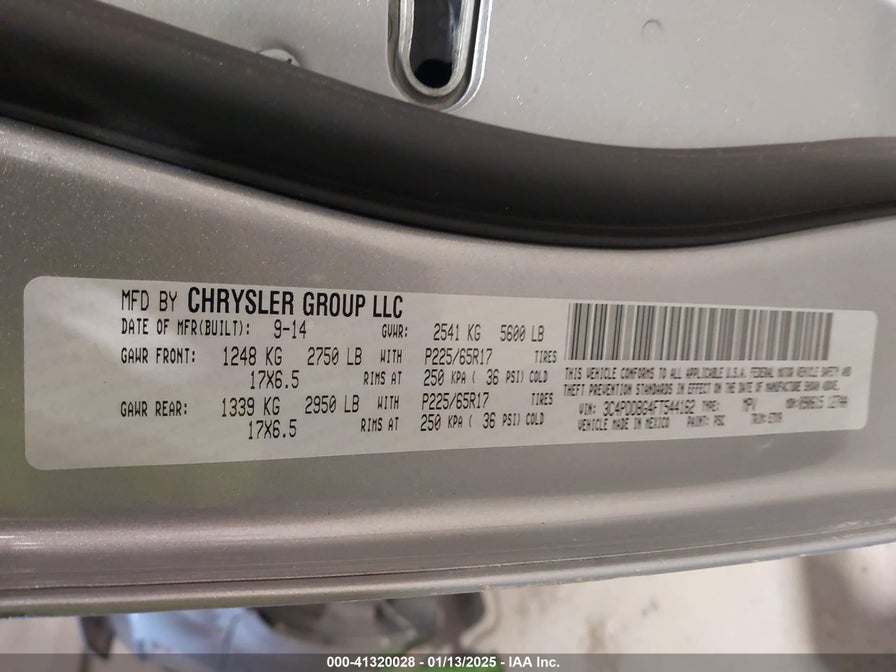 MFD BY CHRYSLER GROUP LLC
DATE OF MFR(BUILT): 9-14 GVWR: 2541 KG 5600 LB
GAWR FRONT: 1248 KG 2750 LB WITH P225/65R17 TIRES
17X6.5 RIMS AT 250 KPA ( 36 PSI) COLD
GAWR REAR: 1339 KG 2950 LB WITH P225/65R17 TIRES
17X6.5 RIMS AT 250 KPA ( 36 PSI) COLD
THIS VEHICLE CONFORMS TO ALL APPLICABLE U.S.A. FEDERAL MOTOR VEHICLE SAFETY AND
THEFT PREVENTION STANDARDS IN EFFECT ON THE DATE OF MANUFACTURE SHOWN ABOVE.
VIN: 3C4PDDBG4FT544162 TYPE: MPV MDH:
VEHICLE MADE IN MEXICO PAINT: PSC TRIM:
000-41320028 - 01/13/2025 - IAA Inc.